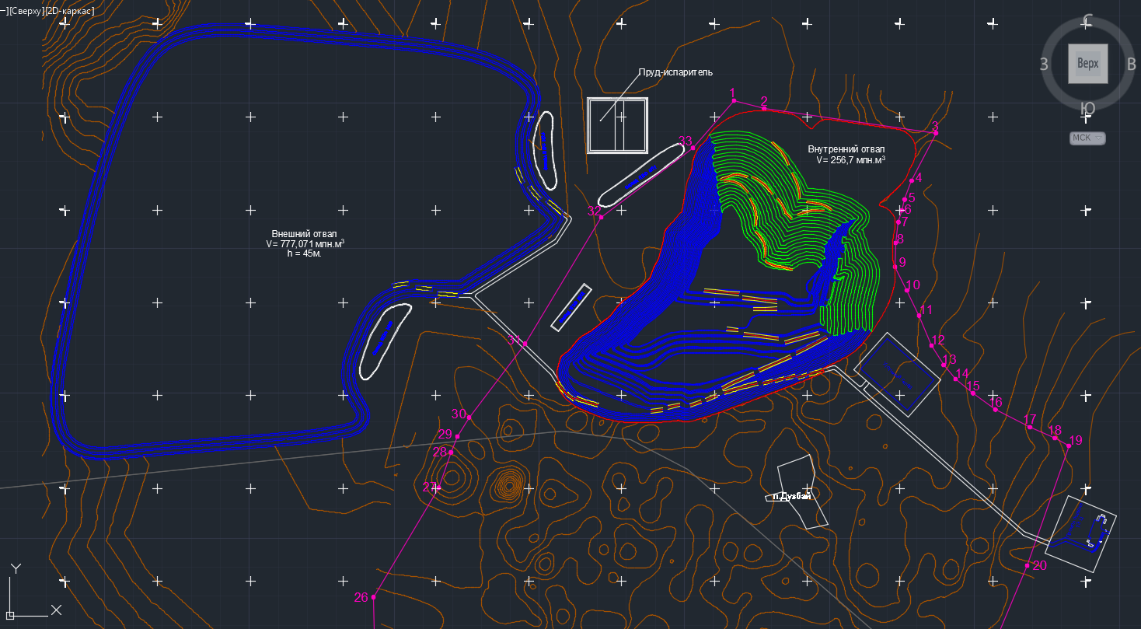 –][Сверху][2D-каркас]
С
З
Верх
В
Ю
МСК
Пруд-испаритель
1
2
3
33
Внутренний отвал
V= 256,7 млн.м³
4
5
6
7
32
8
Внешний отвал
V= 777,071 млн.м³
h = 45м.
9
10
11
31
12
13
14
15
16
30
17
18
19
29
28
27
п.Дузбай
20
26
Y
X